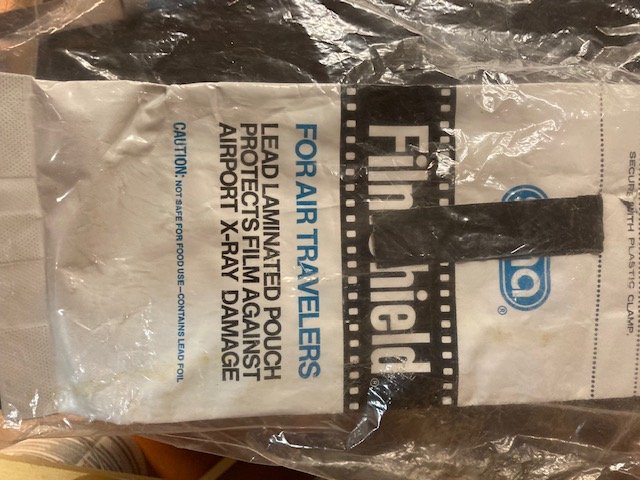 SECURE WITH PLASTIC CLAMP.
®
FilmShield®
FOR AIR TRAVELERS
LEAD LAMINATED POUCH
PROTECTS FILM AGAINST
AIRPORT X-RAY DAMAGE
CAUTION: NOT SAFE FOR FOOD USE—CONTAINS LEAD FOIL